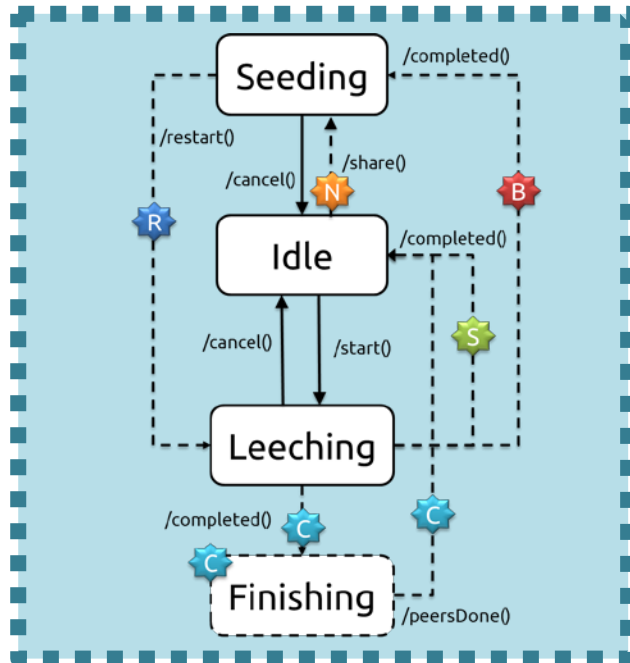 /completed()
Seeding
/restart()
/share()
/cancel()
N
B
R
/completed()
Idle
S
/cancel()
/start()
Leeching
C
/completed()
C
C
Finishing
/peersDone()